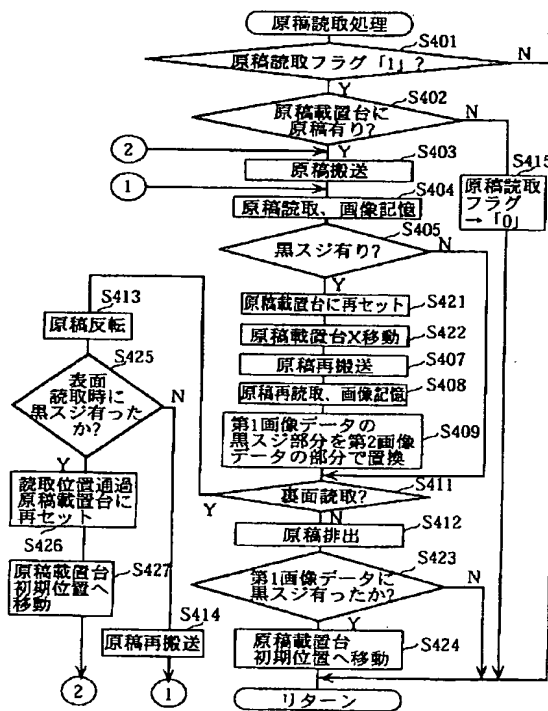 原稿読取処理
S401
原稿読取フラグ「1」?
N
Y
S402
原稿載置台に
原稿有り?
N
Y
2
S403
原稿搬送
1
S404
原稿読取、画像記憶
S415
原稿読取
フラグ
→「0」
S405
黒スジ有り?
N
Y
S421
原稿載置台に再セット
S422
原稿載置台X移動
S407
原稿再搬送
S408
原稿再読取、画像記憶
S409
第1画像データの
黒スジ部分を第2画像
データの部分で置換
S411
裏面読取?
Y
N
S412
原稿排出
S423
第1画像データに
黒スジ有ったか?
N
Y
S424
原稿載置台
初期位置へ移動
リターン
S413
原稿反転
S425
表面
読取時に
黒スジ有ったか?
N
Y
読取位置通過
原稿載置台に
再セット
S426
S427
原稿載置台
初期位置へ
移動
2
S414
原稿再搬送
1